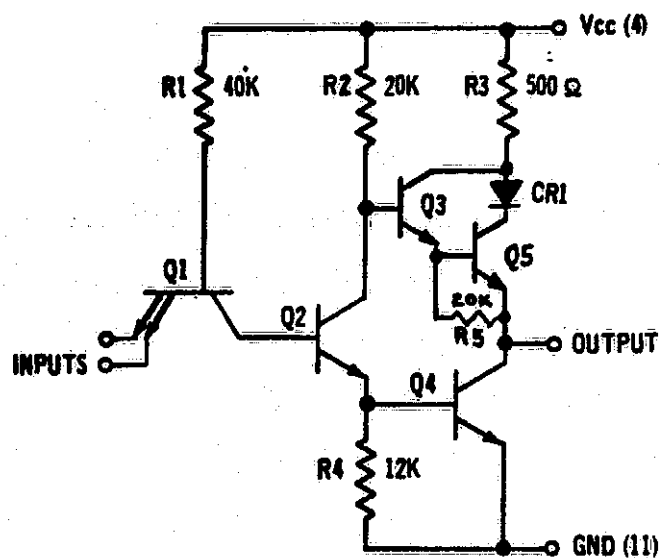 Vcc (4)
R1 40K
R2 20K
R3 500 Ω
CR1
Q3
Q5
Q1
20K
R5
Q2
OUTPUT
INPUTS
Q4
R4 12K
GND (11)